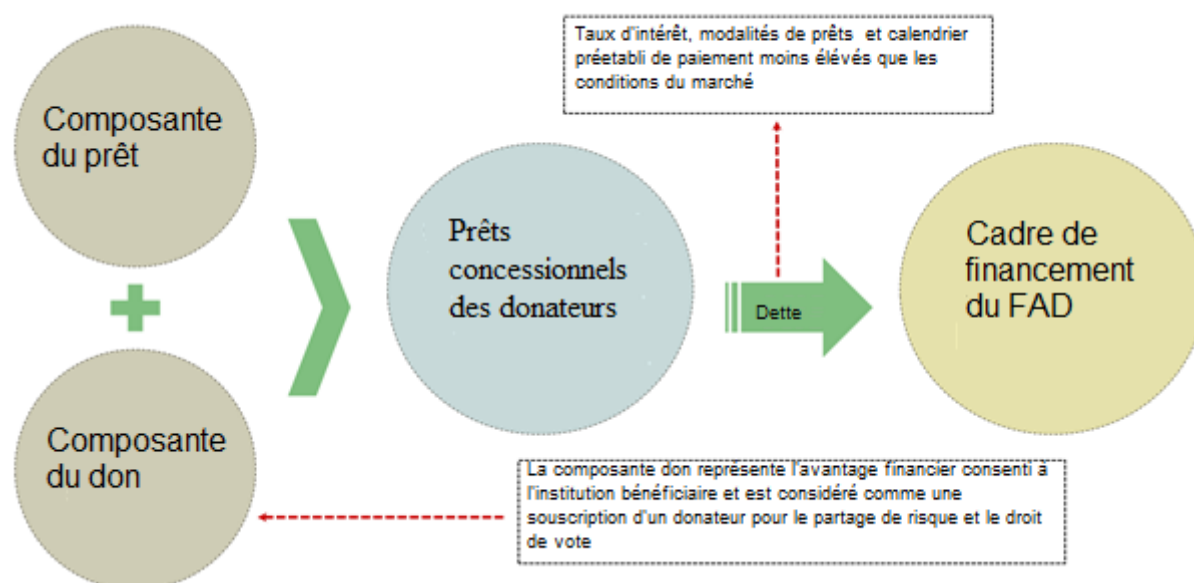 Taux d'intérêt, modalités de prêts et calendrier
préetabli de paiement moins élévés que les
conditions du marché
Composante
du prêt
Prêts
concessionnels
des donateurs
Dette
Cadre de
financement
du FAD
Composante
du don
La composante don représente l'avantage financier consenti à
l'institution bénéficiaire et est considéré comme une
souscription d'un donateur pour le partage de risque et le droit
de vote